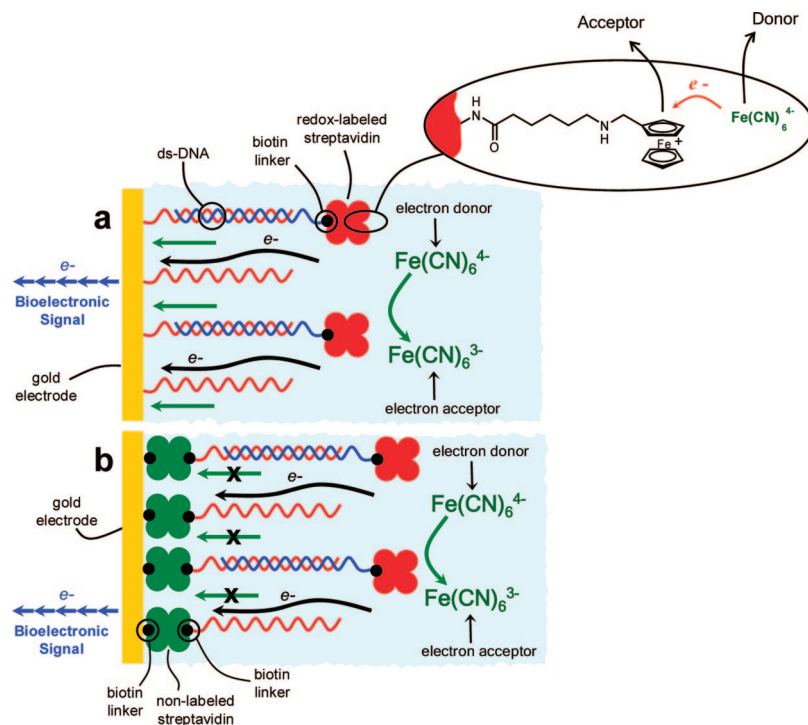 Acceptor
Donor
e -
Fe(CN)6 4-
H
N
O
N
H
Fe
+
redox-labeled
streptavidin
biotin
linker
ds-DNA
a
electron donor
Fe(CN)6 4-
e-
e-
Bioelectronic
Signal
e-
Fe(CN)6 3-
electron acceptor
gold
electrode
b
electron donor
e-
Fe(CN)6 4-
gold
electrode
X
X
X
e-
e-
Bioelectronic
Signal
Fe(CN)6 3-
electron acceptor
biotin
linker
non-labeled
streptavidin
biotin
linker